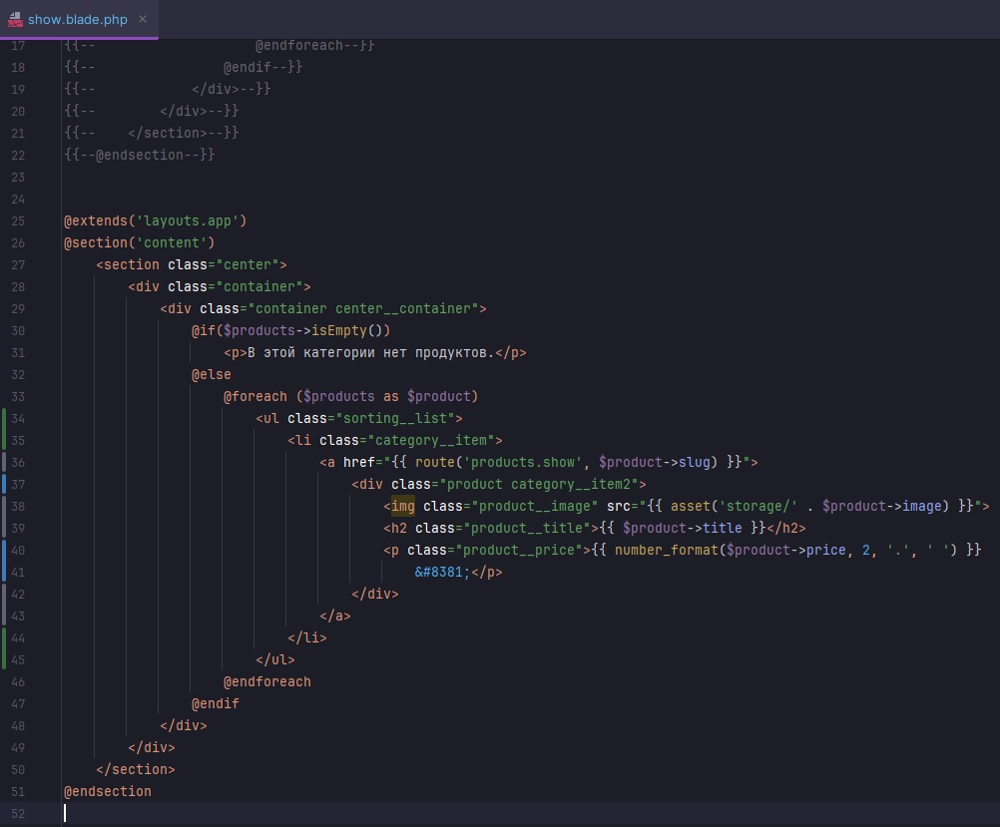 show.blade.php ×
17 {{--                    @endforeach--}}
18 {{--                @endif--}}
19 {{--            </div>--}}
20 {{--        </div>--}}
21 {{--    </section>--}}
22 {{--@endsection--}}
23
24
25 @extends('layouts.app')
26 @section('content')
27     <section class="center">
28         <div class="container">
29             <div class="container center__container">
30                 @if($products->isEmpty())
31                     <p>В этой категории нет продуктов.</p>
32                 @else
33                     @foreach ($products as $product)
34                         <ul class="sorting__list">
35                             <li class="category__item">
36                                 <a href="{{ route('products.show', $product->slug) }}">
37                                     <div class="product category__item2">
38                                         <img class="product__image" src="{{ asset('storage/' . $product->image) }}">
39                                         <h2 class="product__title">{{ $product->title }}</h2>
40                                         <p class="product__price">{{ number_format($product->price, 2, '.', ' ') }}
41                                             &#8381;</p>
42                                     </div>
43                                 </a>
44                             </li>
45                         </ul>
46                     @endforeach
47                 @endif
48             </div>
49         </div>
50     </section>
51 @endsection
52